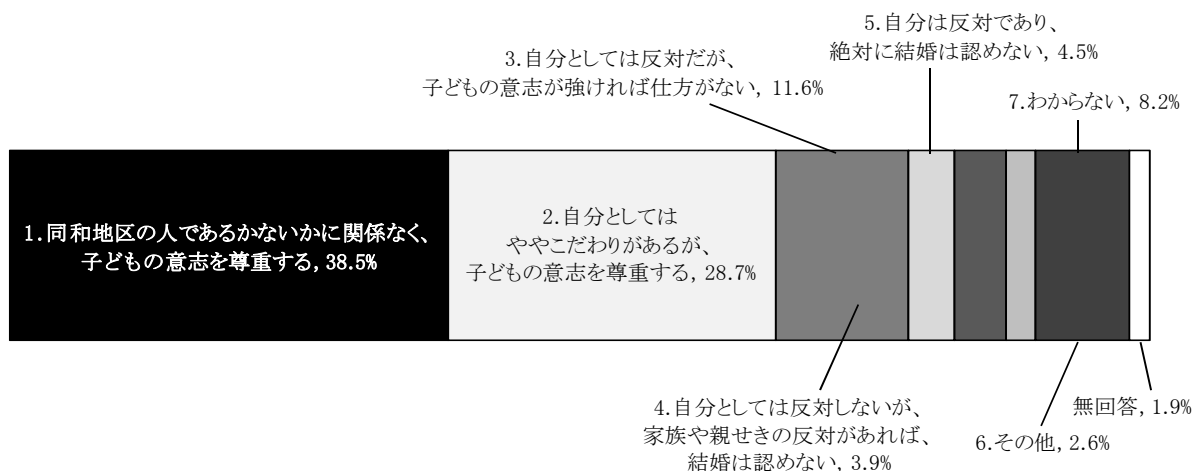 5.自分は反対であり、
絶対に結婚は認めない, 4.5%
3.自分としては反対だが、
子どもの意志が強ければ仕方がない, 11.6%
7.わからない, 8.2%
1.同和地区の人であるかないかに関係なく、
子どもの意志を尊重する, 38.5%
2.自分としては
ややこだわりがあるが、
子どもの意志を尊重する, 28.7%
4.自分としては反対しないが、
家族や親せきの反対があれば、
結婚は認めない, 3.9%
6.その他, 2.6%
無回答, 1.9%